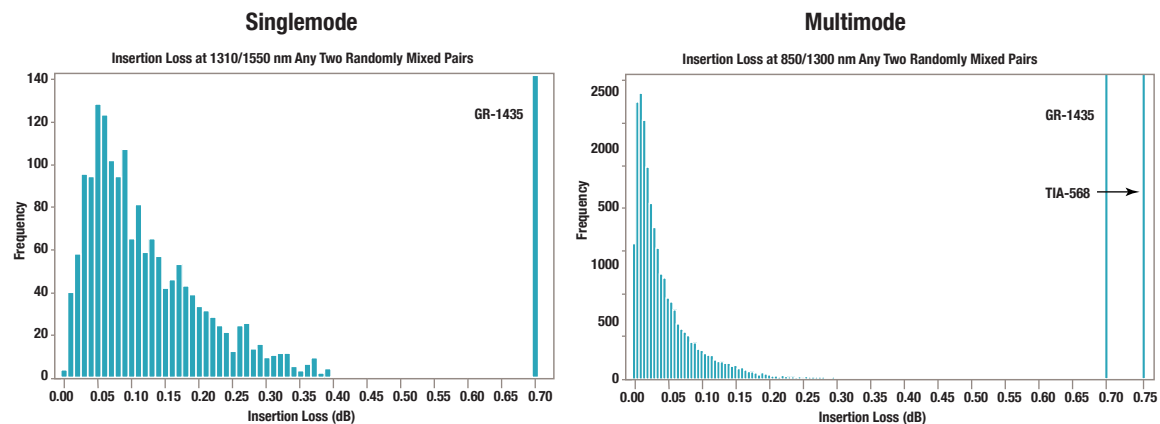 Singlemode
Insertion Loss at 1310/1550 nm Any Two Randomly Mixed Pairs
140
120
100
80
60
40
20
0
Frequency
GR-1435
0.00 0.05 0.10 0.15 0.20 0.25 0.30 0.35 0.40 0.45 0.50 0.55 0.60 0.65 0.70
Insertion Loss (dB)
Multimode
Insertion Loss at 850/1300 nm Any Two Randomly Mixed Pairs
2500
2000
500
1000
500
0
Frequency
GR-1435
TIA-568
0.00 0.05 0.10 0.15 0.20 0.25 0.30 0.35 0.40 0.45 0.50 0.55 0.60 0.65 0.70 0.75
Insertion Loss (dB)